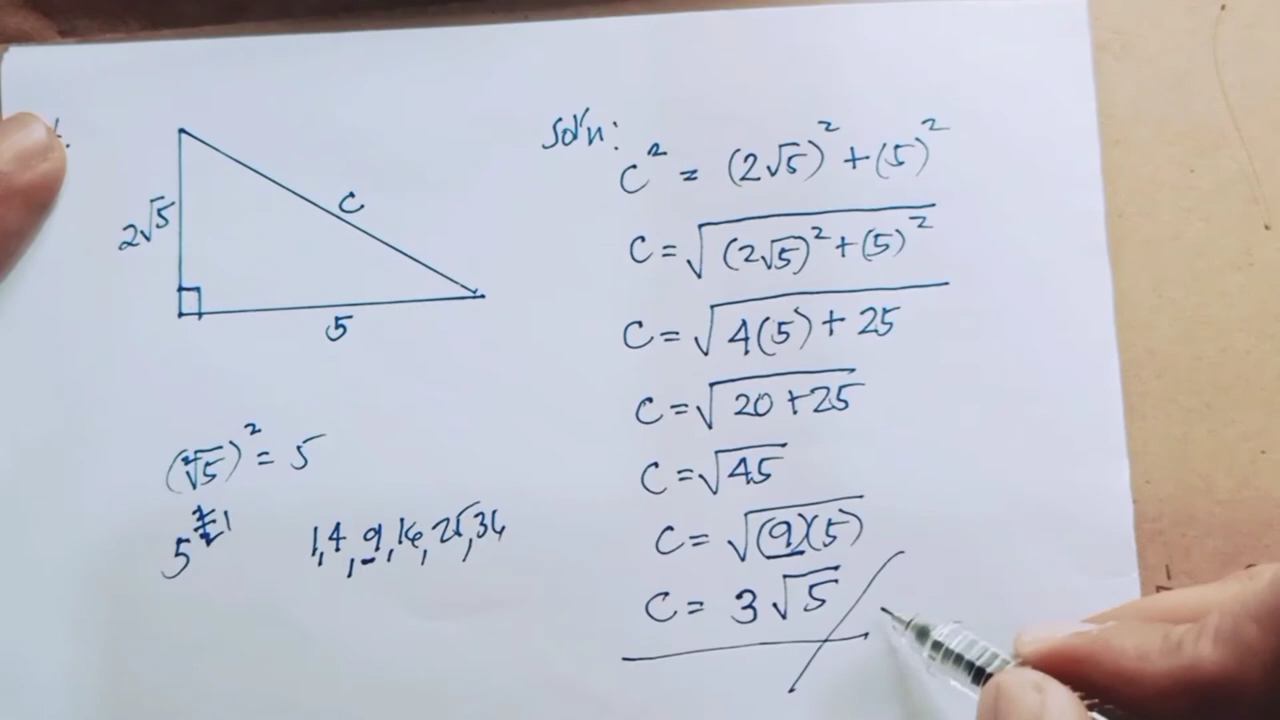 2√5
C
5
(²√5)² = 5
1,4,9,16,25,36
Sol'n:
C² = (2√5)² + (5)²
C = √(2√5)² + (5)²
C = √4(5) + 25
C = √20 + 25
C = √45
C = √(9)(5)
C = 3√5